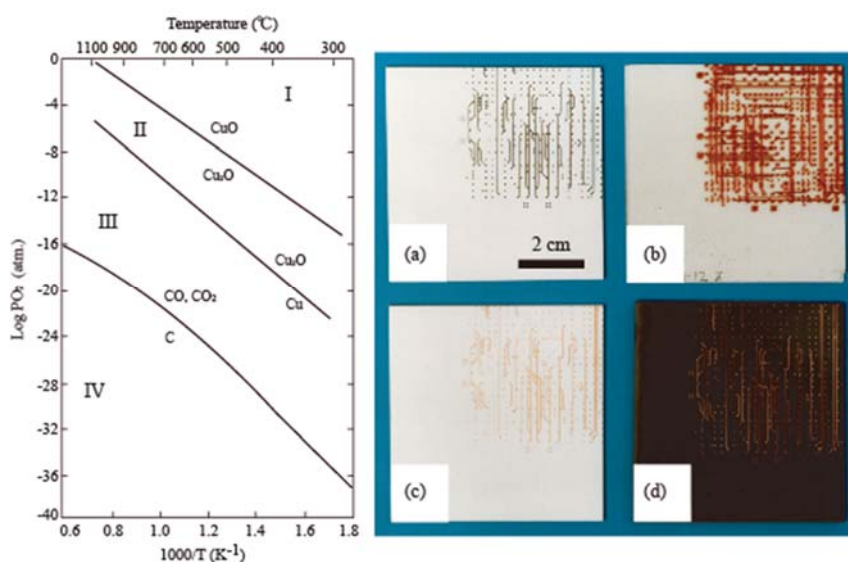 Temperature (℃)
1100 900 700 600 500 400 300
0
-4
-8
-12
-16
-20
-24
-28
-36
-40
Log PO₂ (atm.)
I
II
III
IV
CuO
Cu₂O
Cu₂O
Cu
CO, CO₂
C
0.6 0.8 1.0 1.2 1.4 1.6 1.8
1000/T (K⁻¹)
(a)
2 cm
(b)
(c)
(d)